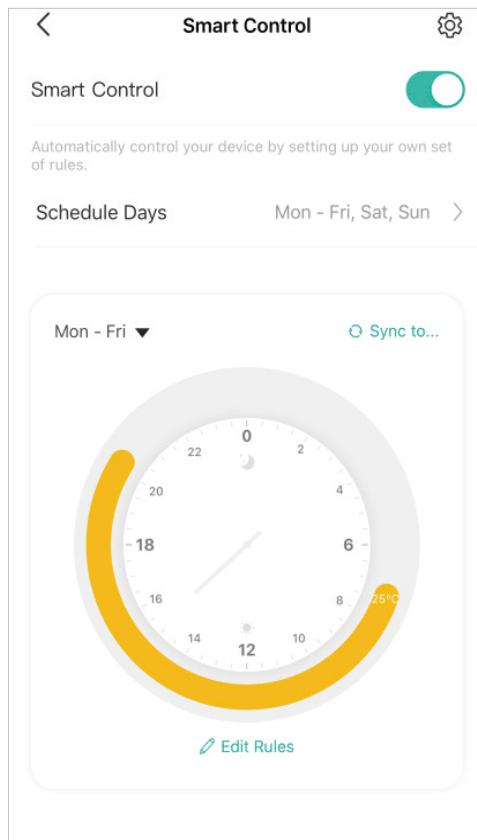 Smart Control
Smart Control
Automatically control your device by setting up your own set
of rules.
Schedule Days Mon - Fri, Sat, Sun
Mon - Fri Sync to...
0
22 2
20 4
18 6
16 8 25°C
14 10
12
Edit Rules